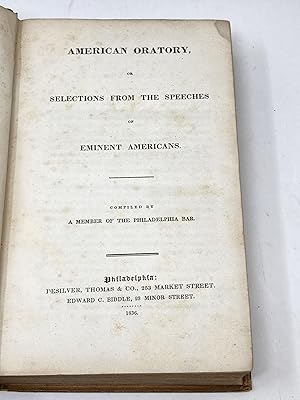 AMERICAN ORATORY,
OR
SELECTIONS FROM THE SPEECHES
OF
EMINENT AMERICANS.
COMPILED BY
A MEMBER OF THE PHILADELPHIA BAR.
Philadelphia:
DESILVER, THOMAS & CO., 253 MARKET STREET.
EDWARD C. BIDDLE, 23 MINOR STREET.
1836.